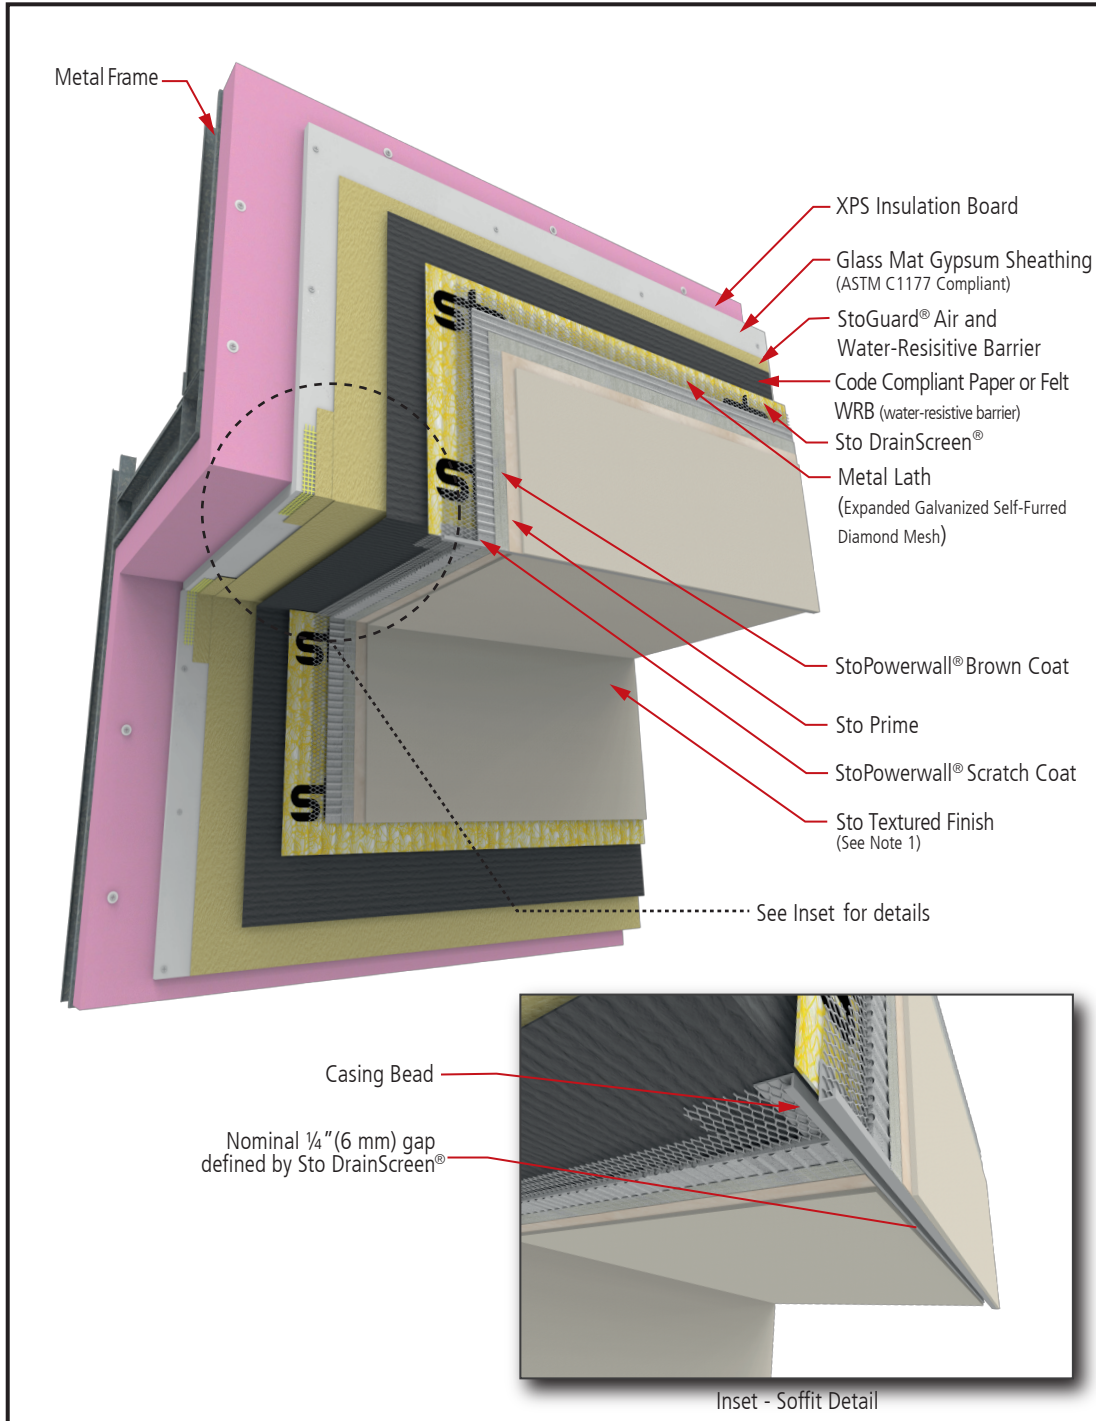 Metal Frame
XPS Insulation Board
Glass Mat Gypsum Sheathing
(ASTM C1177 Compliant)
StoGuard® Air and
Water-Resisitive Barrier
Code Compliant Paper or Felt
WRB (water-resistive barrier)
Sto DrainScreen®
Metal Lath
(Expanded Galvanized Self-Furred
Diamond Mesh)
StoPowerwall® Brown Coat
Sto Prime
StoPowerwall® Scratch Coat
Sto Textured Finish
(See Note 1)
See Inset for details
Casing Bead
Nominal ¼" (6 mm) gap
defined by Sto DrainScreen®
Inset - Soffit Detail